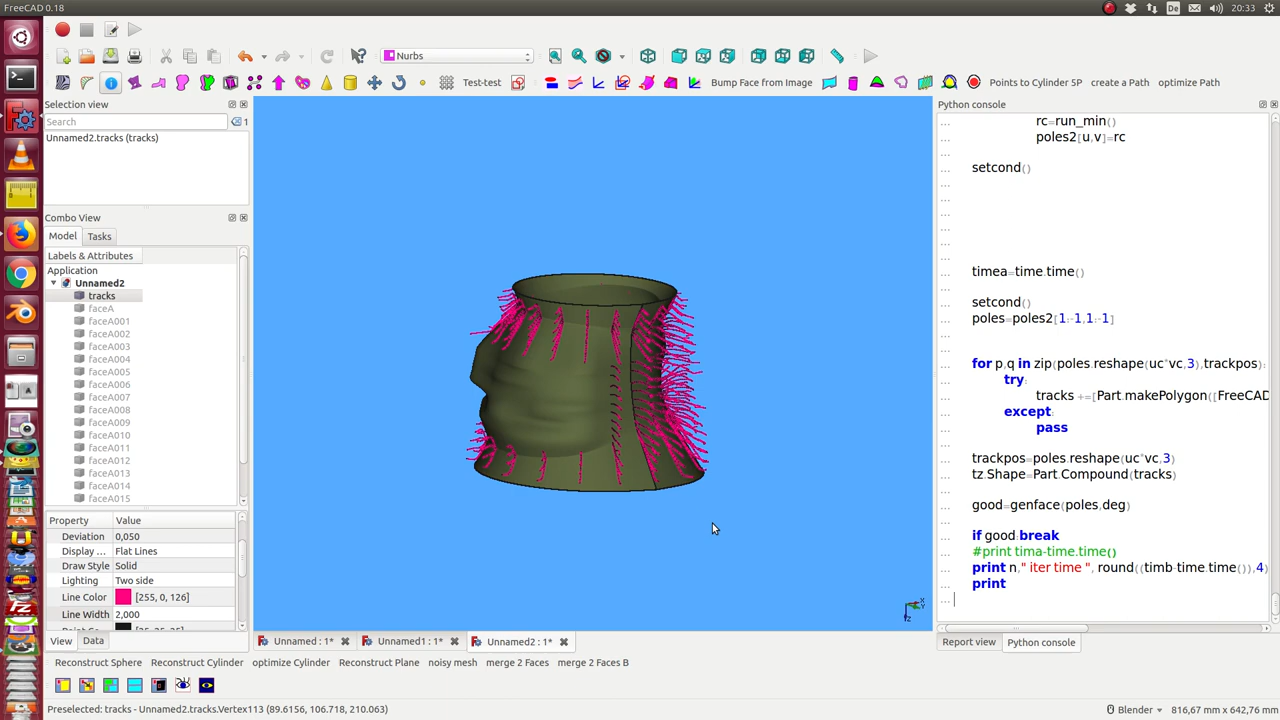 FreeCAD 0.18
De
20:33
Nurbs
Test-test
Bump Face from Image
Points to Cylinder 5P
create a Path
optimize Path
Selection view
Search
1
Unnamed2.tracks (tracks)
Combo View
Model
Tasks
Labels & Attributes
Application
Unnamed2
tracks
faceA
faceA001
faceA002
faceA003
faceA004
faceA005
faceA006
faceA007
faceA008
faceA009
faceA010
faceA011
faceA012
faceA013
faceA014
faceA015
Property
Value
Deviation
0,050
Display ...
Flat Lines
Draw Style
Solid
Lighting
Two side
Line Color
[255, 0, 126]
Line Width
2,000
View
Data
Python console
... rc=run_min()
... poles2[u,v]=rc
...
... setcond()
...
...
...
...
...
... timea=time.time()
...
... setcond()
... poles=poles2[1:-1,1:-1]
...
...
... for p,q in zip(poles.reshape(uc*vc,3),trackpos):
... try:
... tracks +=[Part.makePolygon([FreeCAD
... except:
... pass
...
... trackpos=poles.reshape(uc*vc,3)
... tz.Shape=Part.Compound(tracks)
...
... good=genface(poles,deg)
...
... if good:break
... #print tima-time.time()
... print n," iter time ", round((timb-time.time()),4)
... print
...
Report view
Python console
Unnamed : 1*
Unnamed1 : 1*
Unnamed2 : 1*
Reconstruct Sphere
Reconstruct Cylinder
optimize Cylinder
Reconstruct Plane
noisy mesh
merge 2 Faces
merge 2 Faces B
Preselected: tracks - Unnamed2.tracks.Vertex113 (89.6156, 106.718, 210.063)
Blender
816,67 mm x 642,76 mm